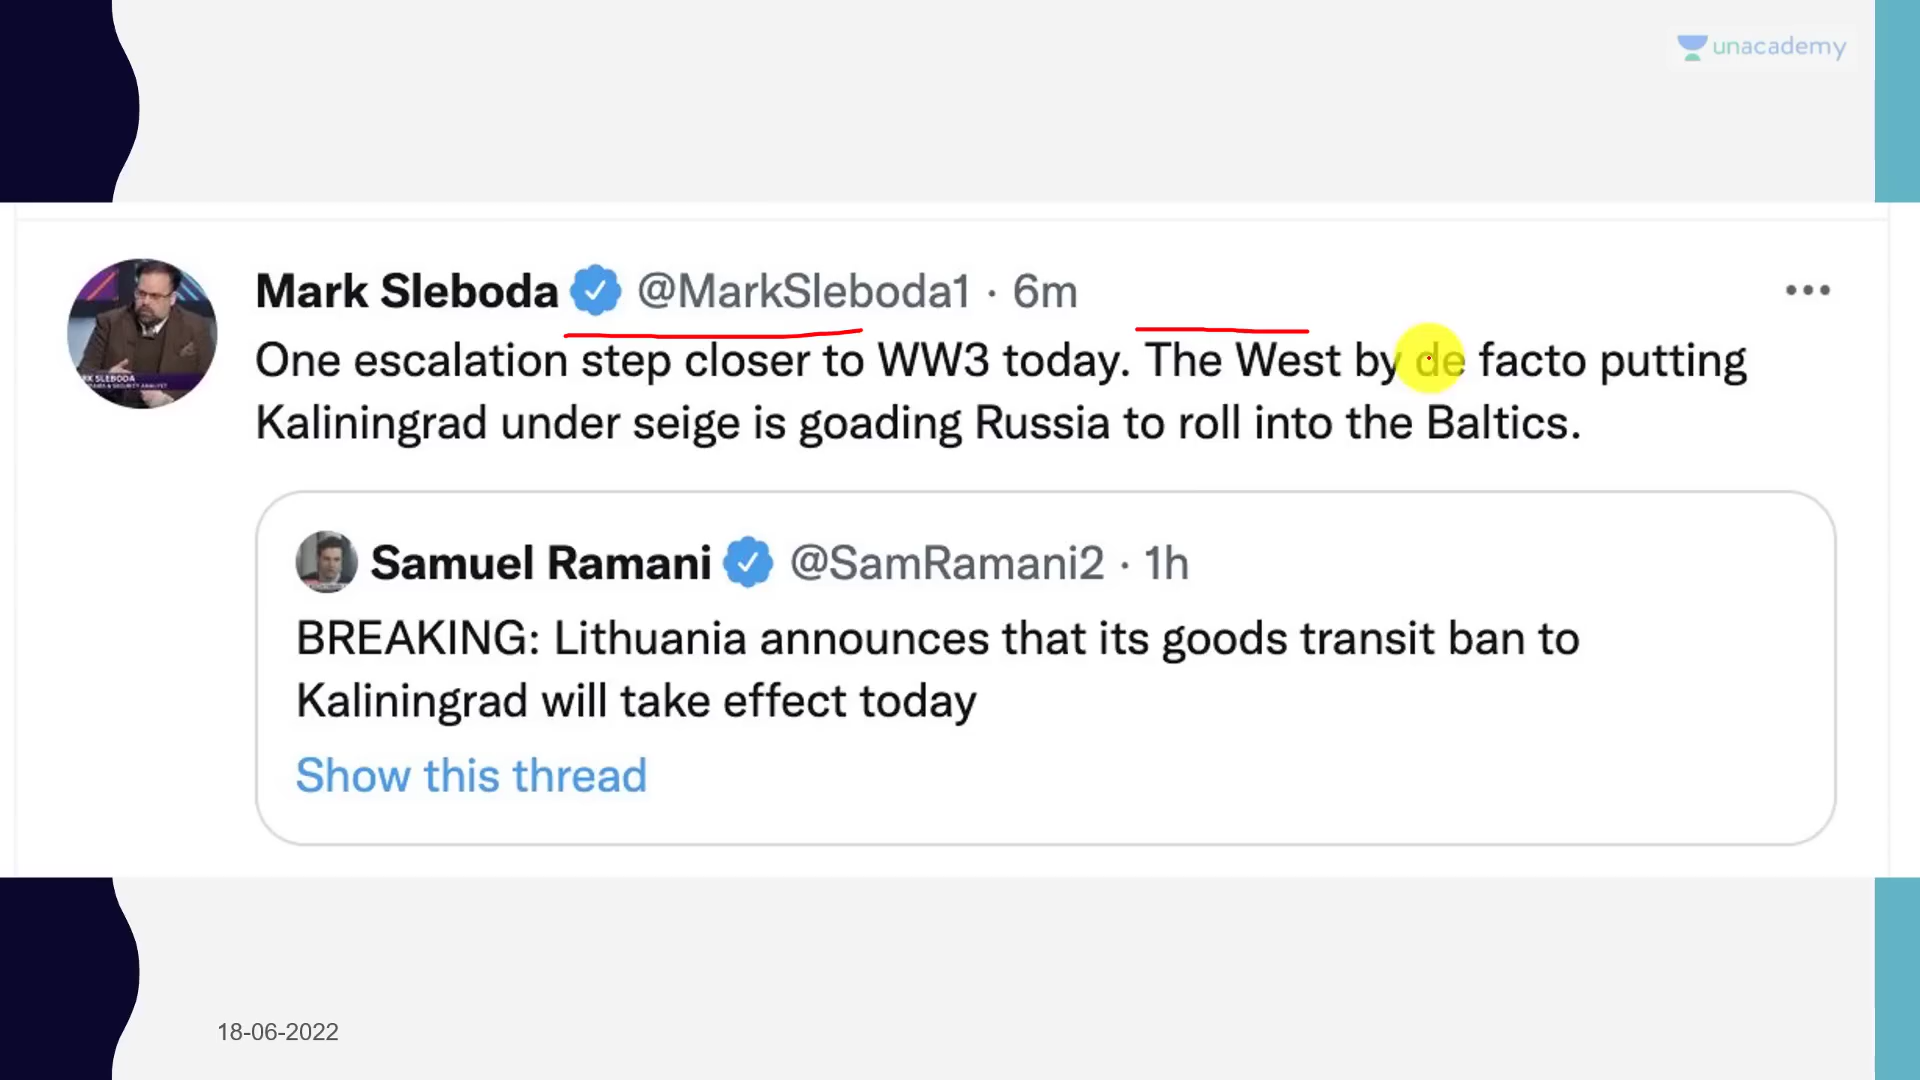 unacademy
Mark Sleboda @MarkSleboda1 · 6m
One escalation step closer to WW3 today. The West by de facto putting
Kaliningrad under seige is goading Russia to roll into the Baltics.
Samuel Ramani @SamRamani2 · 1h
BREAKING: Lithuania announces that its goods transit ban to
Kaliningrad will take effect today
Show this thread
18-06-2022